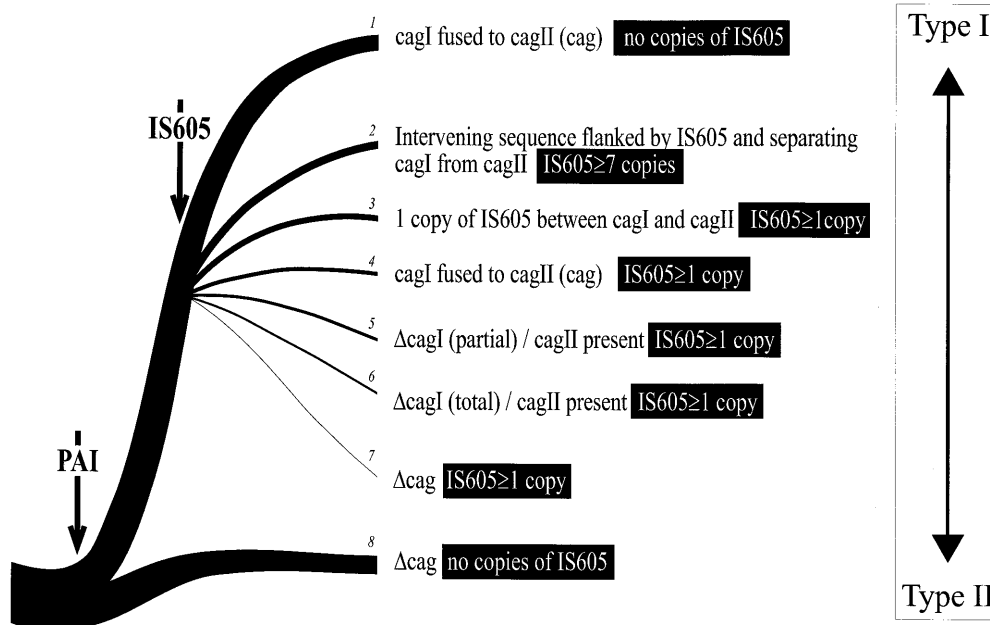 1
cagI fused to cagII (cag) no copies of IS605
Type I
IS605
2
Intervening sequence flanked by IS605 and separating
cagI from cagII IS605≥7 copies
3
1 copy of IS605 between cagI and cagII IS605≥1copy
4
cagI fused to cagII (cag) IS605≥1 copy
5
ΔcagI (partial) / cagII present IS605≥1 copy
6
ΔcagI (total) / cagII present IS605≥1 copy
PAI
7
Δcag IS605≥1 copy
8
Δcag no copies of IS605
Type II